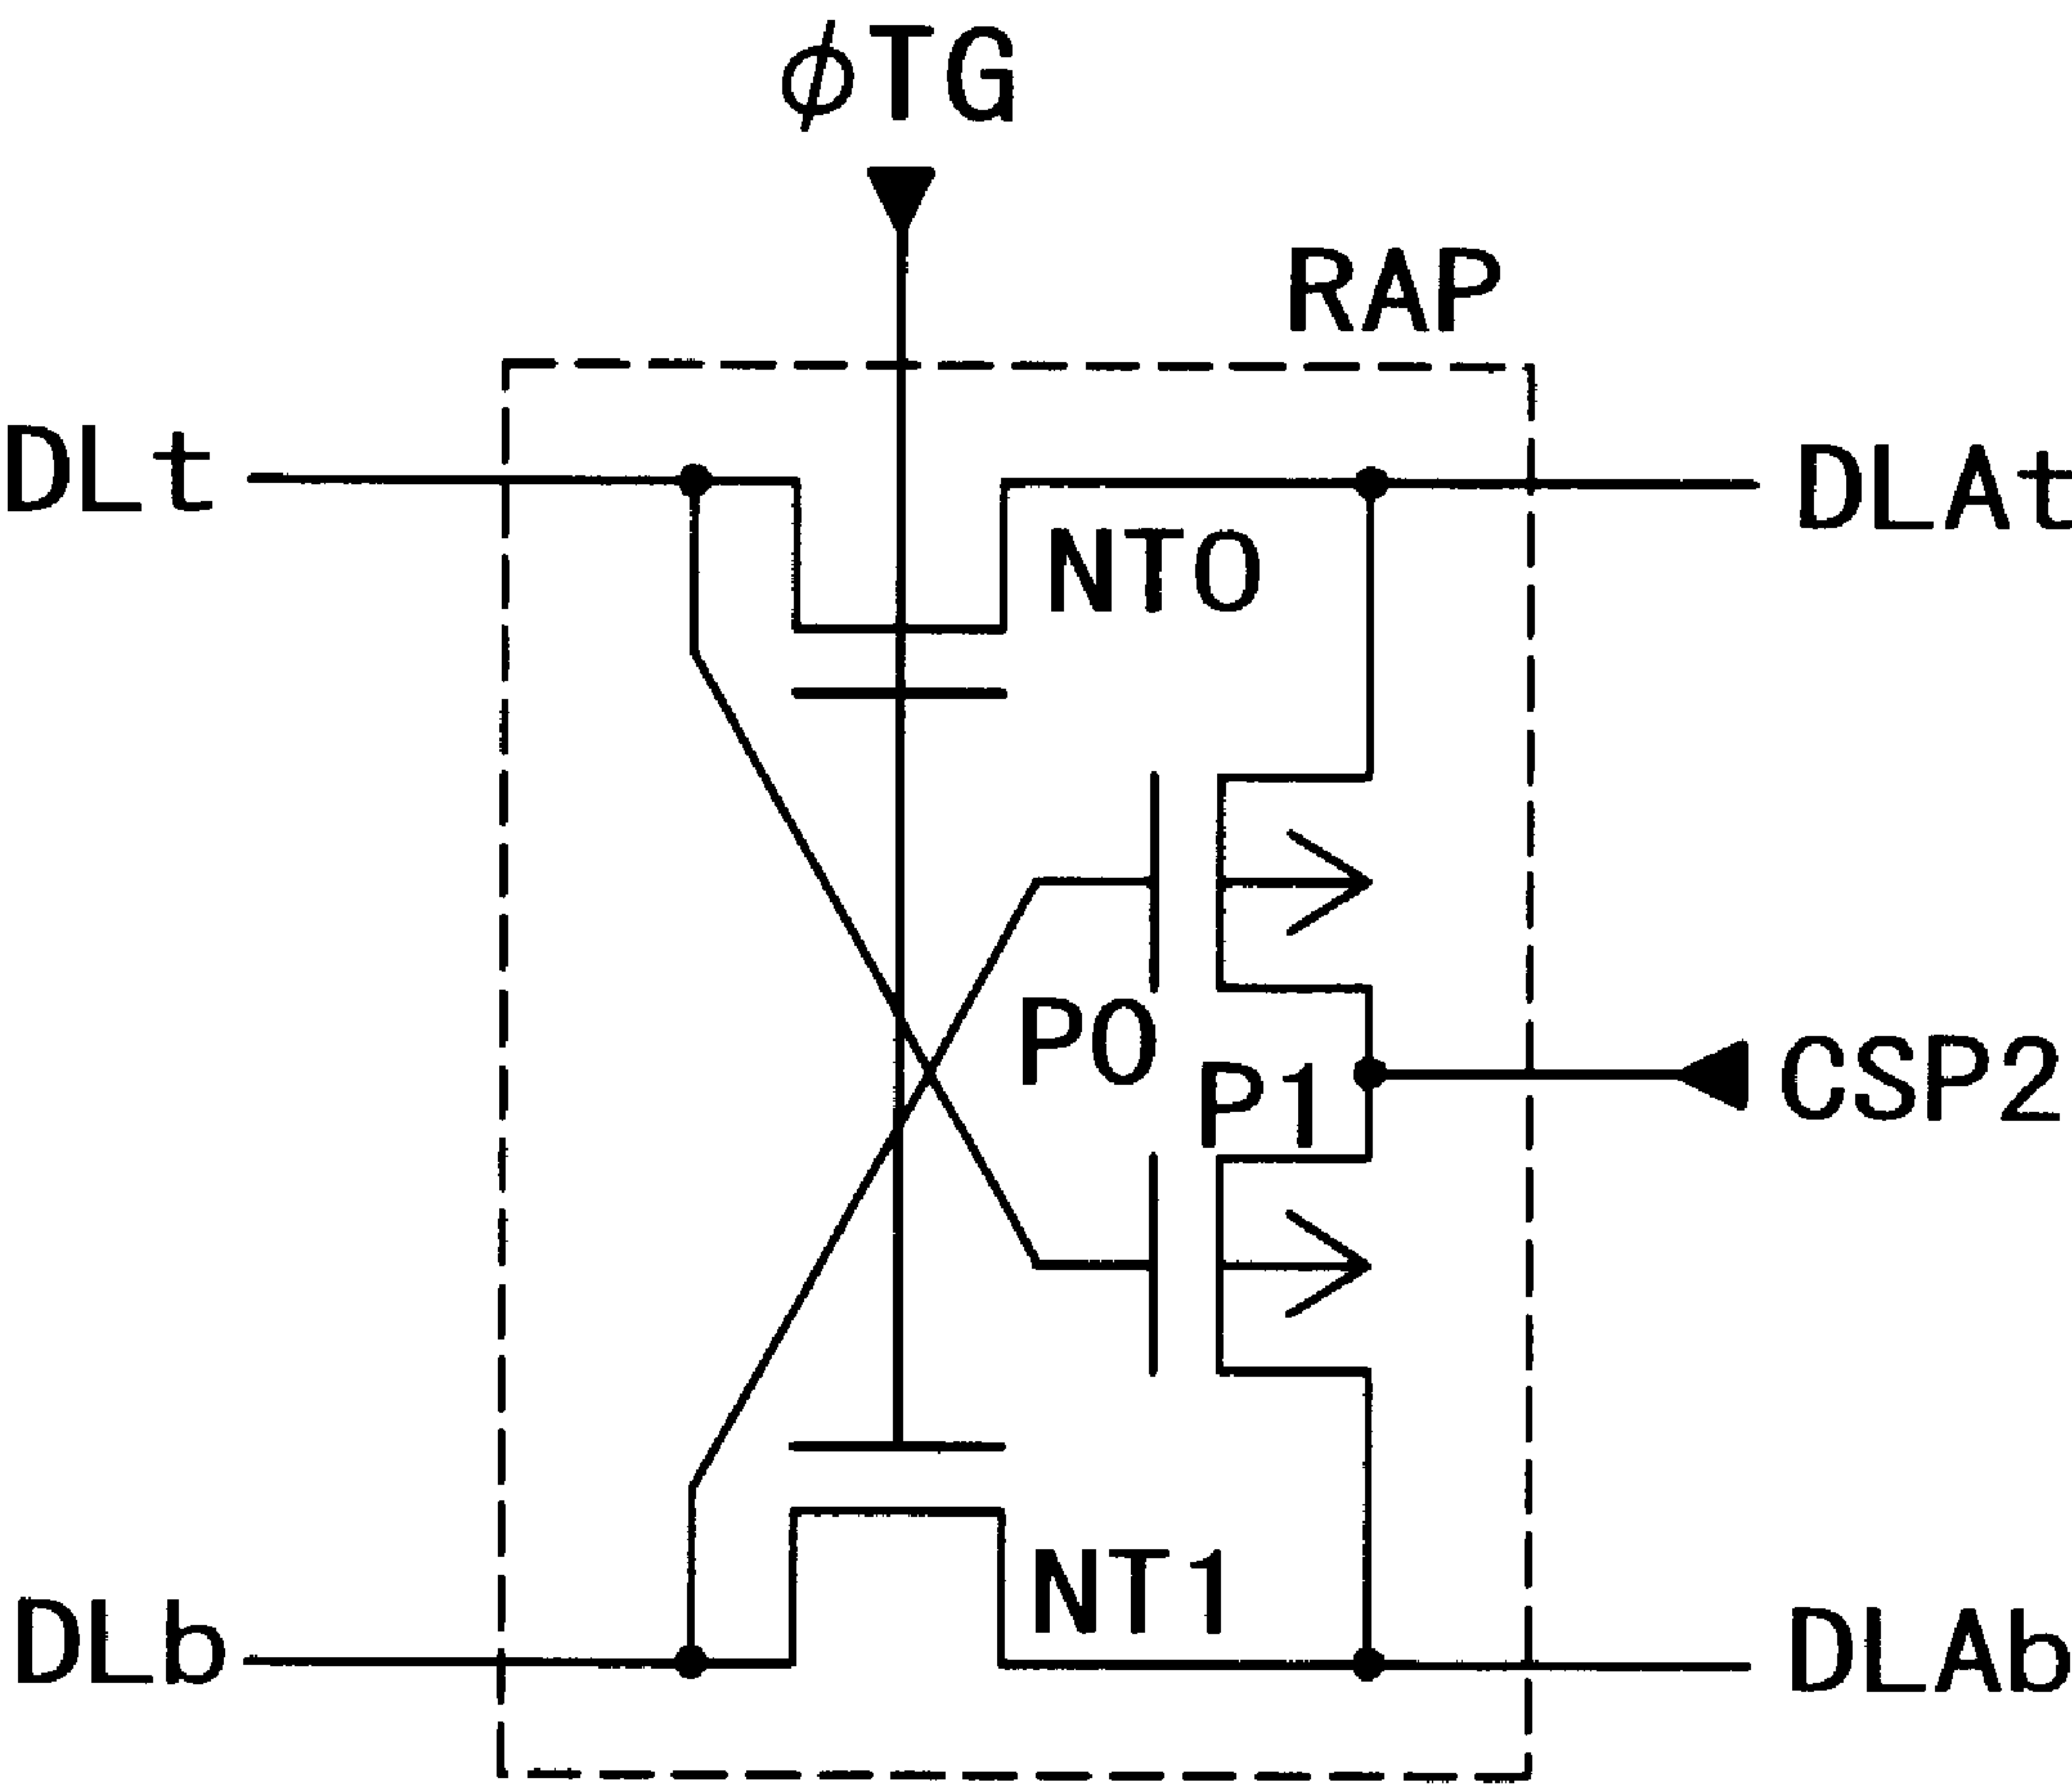 φTG
RAP
DLt
DLAt
NT0
P0
P1
CSP2
NT1
DLb
DLAb